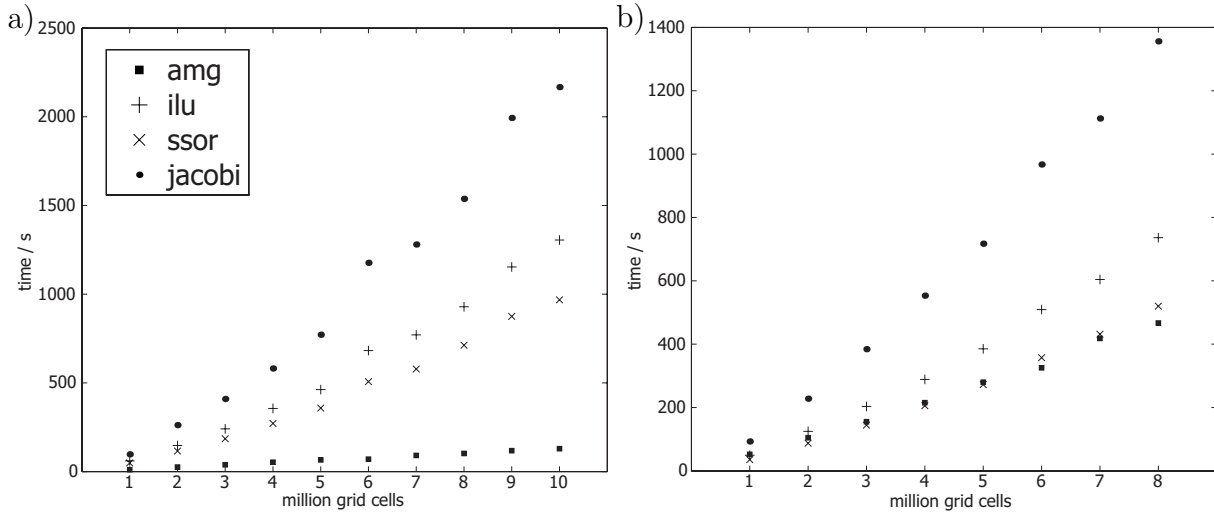 a)
2500
2000
1500
1000
500
0
time / s
amg
ilu
ssor
jacobi
1 2 3 4 5 6 7 8 9 10
million grid cells
b)
1400
1200
1000
800
600
400
200
0
time / s
1 2 3 4 5 6 7 8
million grid cells